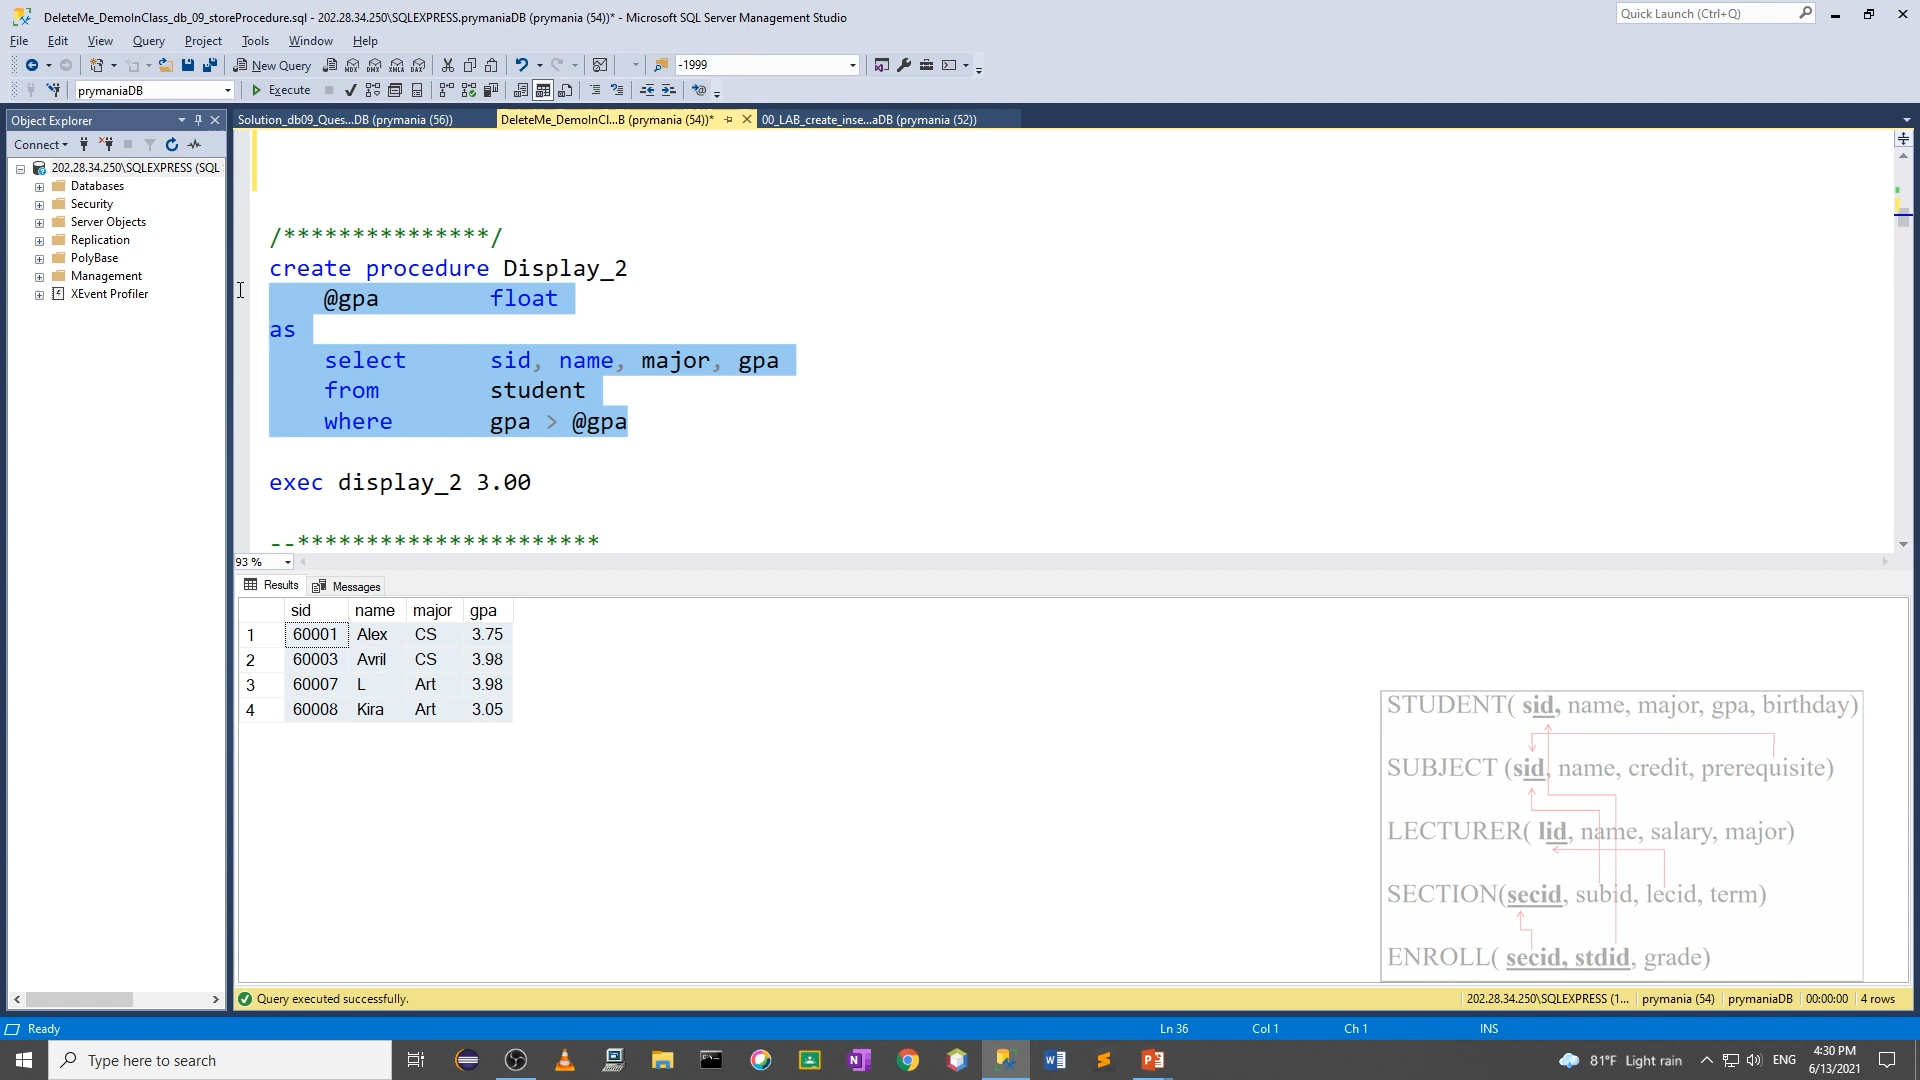 DeleteMe_DemoInClass_db_09_storeProcedure.sql - 202.28.34.250\SQLEXPRESS.prymaniaDB (prymania (54))* - Microsoft SQL Server Management Studio
Quick Launch (Ctrl+Q)
File Edit View Query Project Tools Window Help
New Query
-1999
prymaniaDB
Execute
Object Explorer
Solution_db09_Ques...DB (prymania (56))
DeleteMe_DemoInCl...B (prymania (54))*
00_LAB_create_inse...aDB (prymania (52))
Connect
202.28.34.250\SQLEXPRESS (SQL
Databases
Security
Server Objects
Replication
PolyBase
Management
XEvent Profiler
/***************/
create procedure Display_2
@gpa float
as
select sid, name, major, gpa
from student
where gpa > @gpa
exec display_2 3.00
--**********************
93 %
Results Messages
sid name major gpa
1 60001 Alex CS 3.75
2 60003 Avril CS 3.98
3 60007 L Art 3.98
4 60008 Kira Art 3.05
STUDENT( sid, name, major, gpa, birthday)
SUBJECT (sid, name, credit, prerequisite)
LECTURER( lid, name, salary, major)
SECTION(secid, subid, lecid, term)
ENROLL( secid, stdid, grade)
Query executed successfully.
202.28.34.250\SQLEXPRESS (1... prymania (54) prymaniaDB 00:00:00 4 rows
Ready
Ln 36 Col 1 Ch 1 INS
Type here to search
81°F Light rain
ENG
4:30 PM
6/13/2021